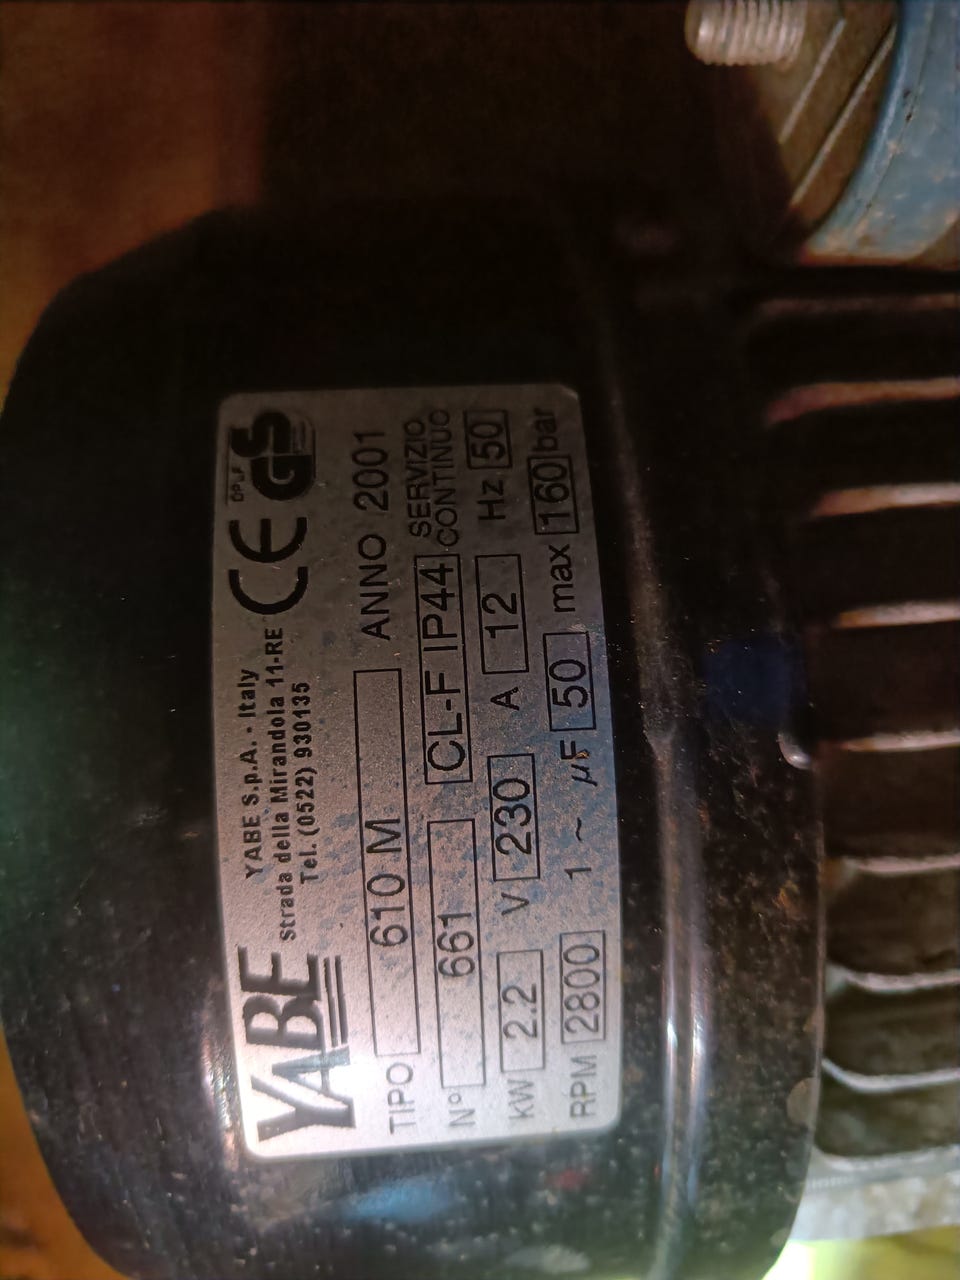 YABE
YABE S.p.A. - Italy
Strada della Mirandola 11-RE
Tel. (0522) 930135
CE
GS
TIPO 610 M ANNO 2001
N° 661 CL-F IP44 SERVIZIO
CONTINUO
KW 2.2 V 230 A 12 Hz 50
RPM 2800 1 ~ µF 50 max 160 bar